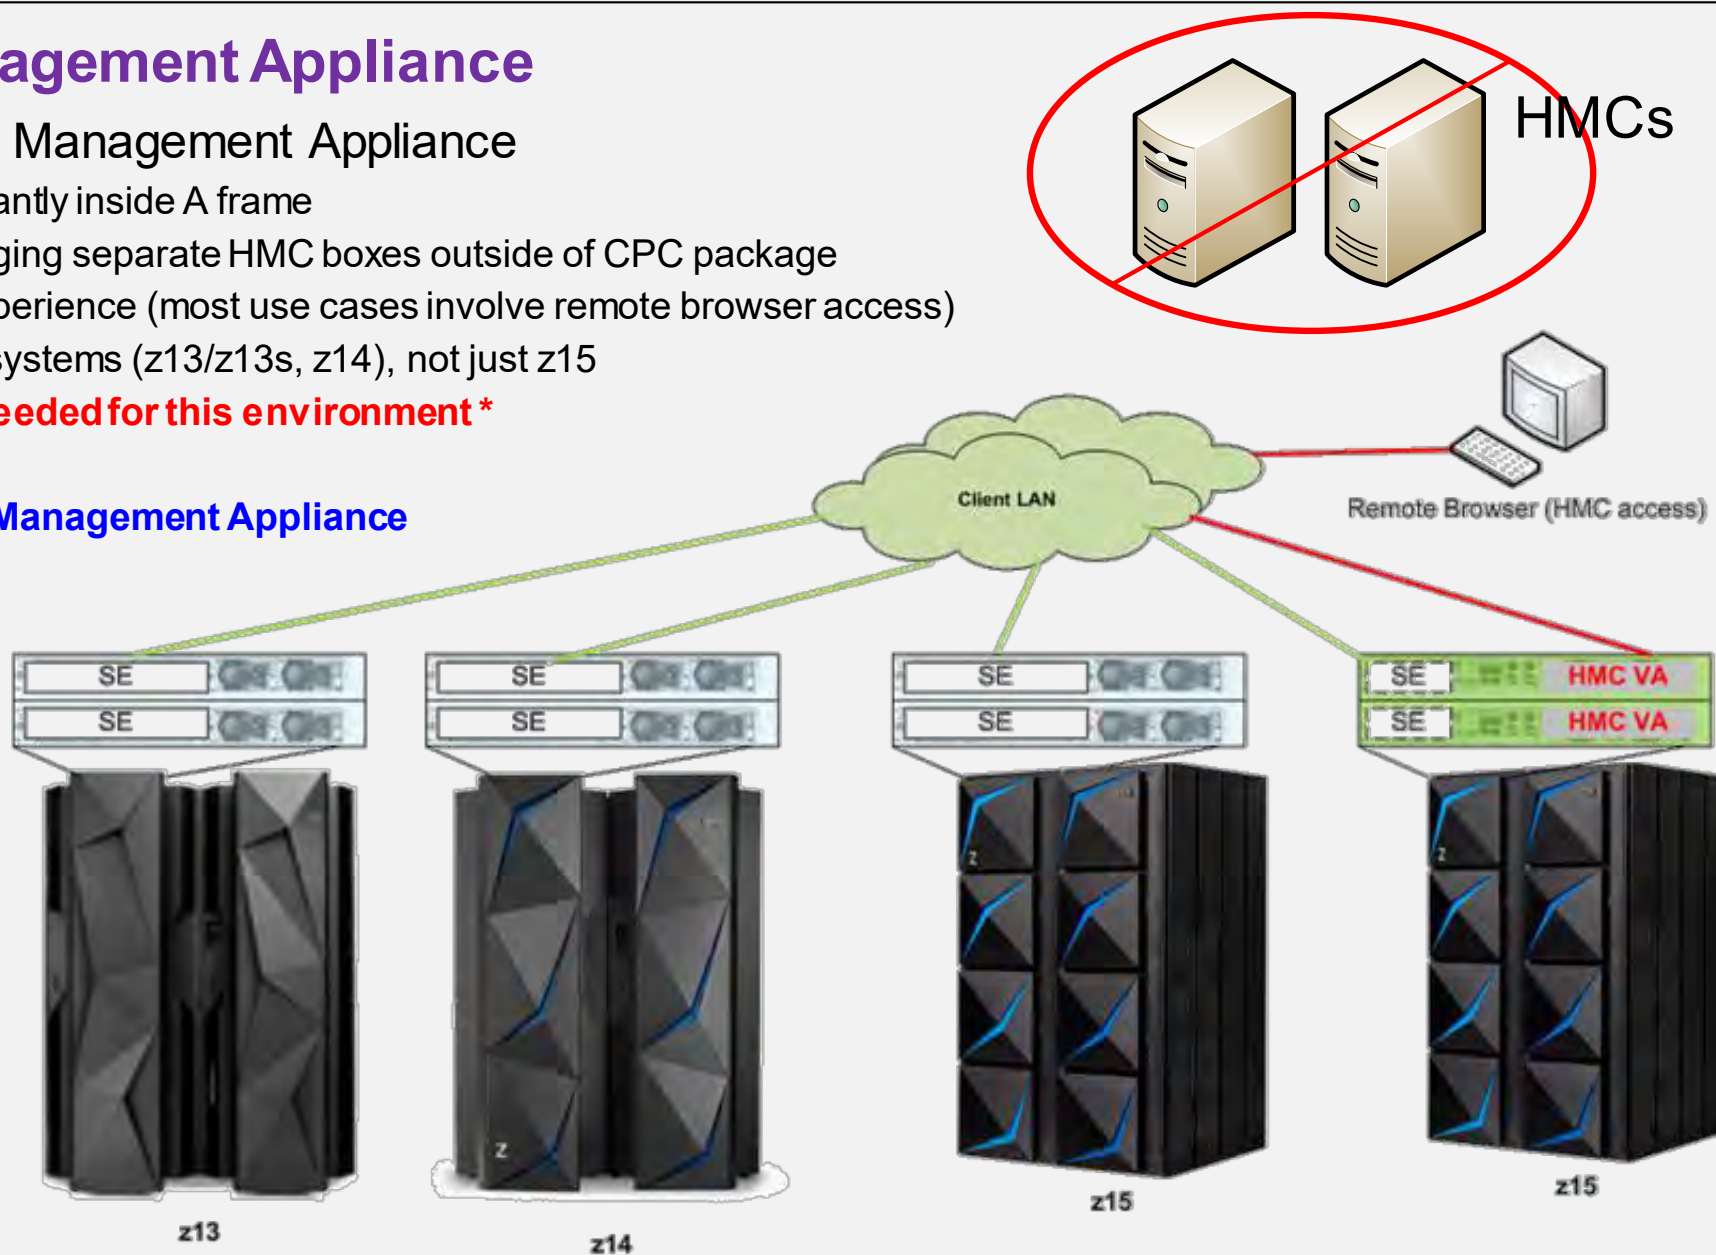 agement Appliance
Management Appliance
antly inside A frame
ging separate HMC boxes outside of CPC package
perience (most use cases involve remote browser access)
systems (z13/z13s, z14), not just z15
eeded for this environment *
Management Appliance
HMCs
Client LAN
Remote Browser (HMC access)
SE
SE
SE
SE
SE
SE
SE HMC VA
SE HMC VA
z
z
z
z13
z14
z15
z15